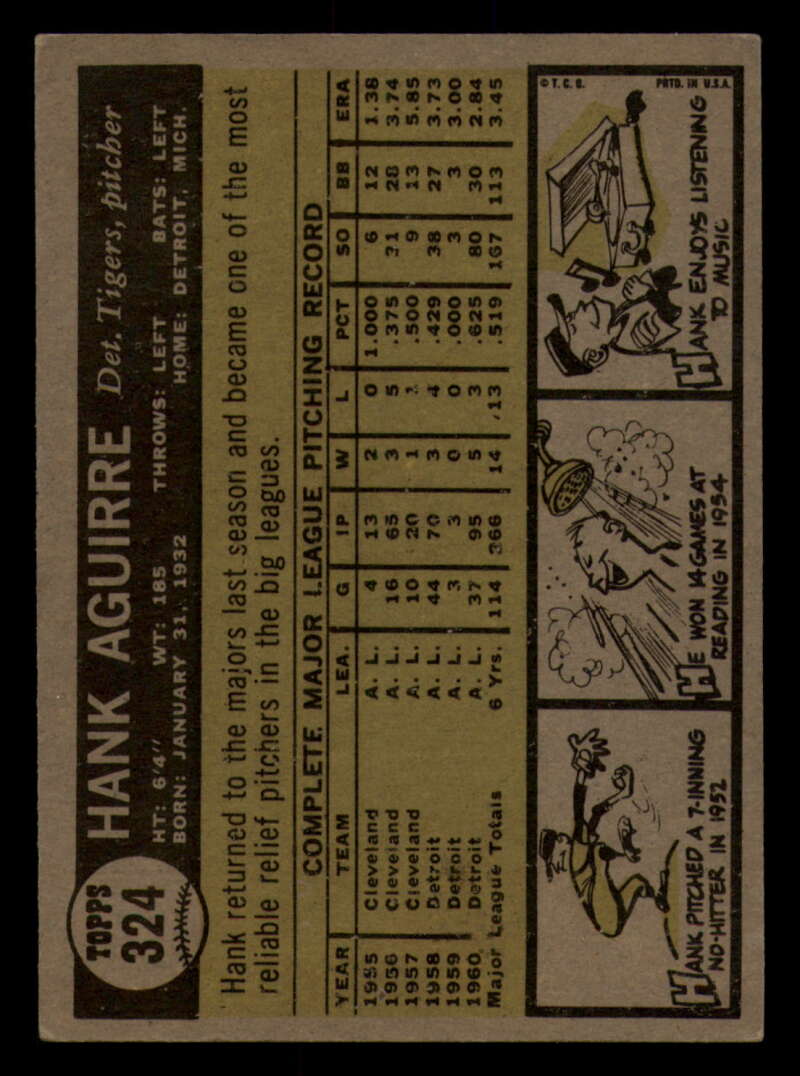 TOPPS
324
HANK AGUIRRE Det. Tigers, pitcher
HT: 6'4" WT: 185 THROWS: LEFT BATS: LEFT
BORN: JANUARY 31, 1932 HOME: DETROIT, MICH.
Hank returned to the majors last season and became one of the most
reliable relief pitchers in the big leagues.
COMPLETE MAJOR LEAGUE PITCHING RECORD
YEAR TEAM LEA. G IP W L PCT SO BB ERA
1955 Cleveland A. L. 4 13 2 0 1.000 6 12 1.38
1956 Cleveland A. L. 16 65 3 5 .375 31 28 3.74
1957 Cleveland A. L. 10 20 1 1 .500 9 13 5.85
1958 Detroit A. L. 44 70 3 4 .429 38 27 3.73
1959 Detroit A. L. 3 3 0 0 .000 3 3 3.00
1960 Detroit A. L. 37 95 5 3 .625 80 30 2.84
Major League Totals 6 Yrs. 114 266 14 13 .519 167 113 3.45
HANK PITCHED A 7-INNING
NO-HITTER IN 1952
HE WON 14 GAMES AT
READING IN 1954
© T. C. G. PRTD. IN U.S.A.
HANK ENJOYS LISTENING
TO MUSIC